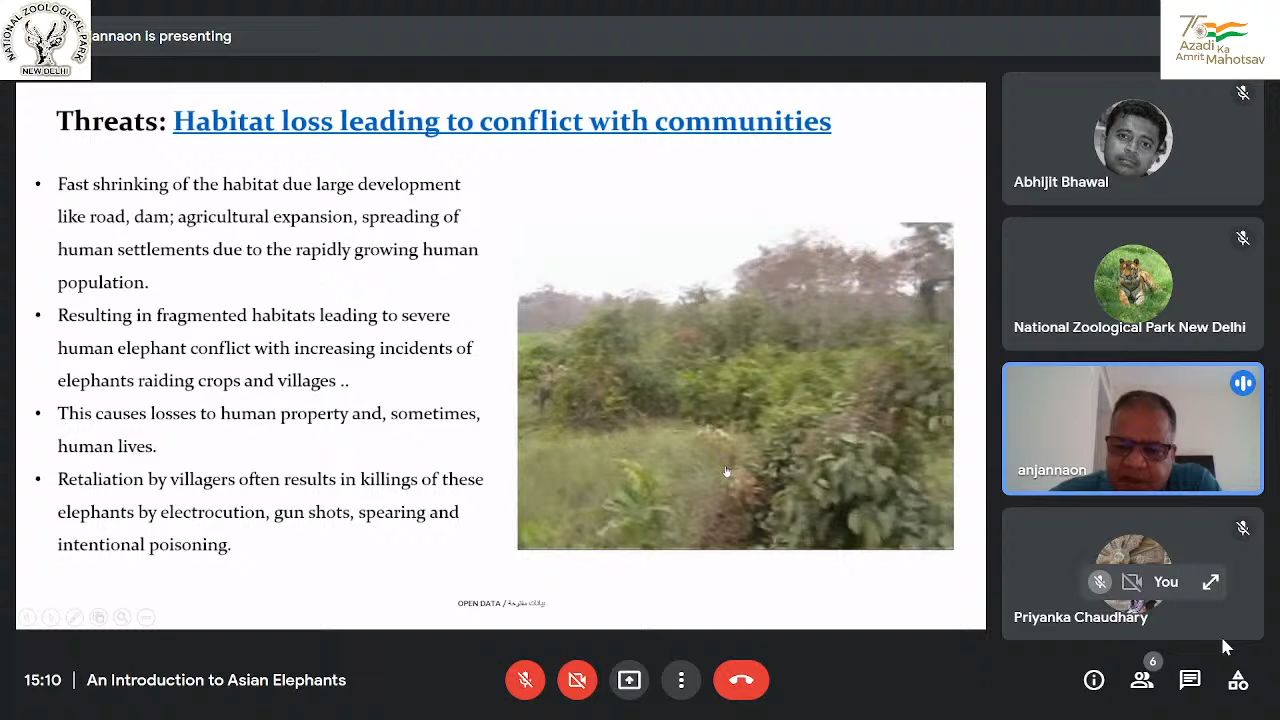 NATIONAL ZOOLOGICAL PARK
NEW DELHI
annaon is presenting
75
Azadi Ka
Amrit Mahotsav
Threats: Habitat loss leading to conflict with communities
• Fast shrinking of the habitat due large development
like road, dam; agricultural expansion, spreading of
human settlements due to the rapidly growing human
population.
• Resulting in fragmented habitats leading to severe
human elephant conflict with increasing incidents of
elephants raiding crops and villages ..
• This causes losses to human property and, sometimes,
human lives.
• Retaliation by villagers often results in killings of these
elephants by electrocution, gun shots, spearing and
intentional poisoning.
OPEN DATA / بيانات مفتوحة
Abhijit Bhawal
National Zoological Park New Delhi
anjannaon
You
Priyanka Chaudhary
15:10 | An Introduction to Asian Elephants
6